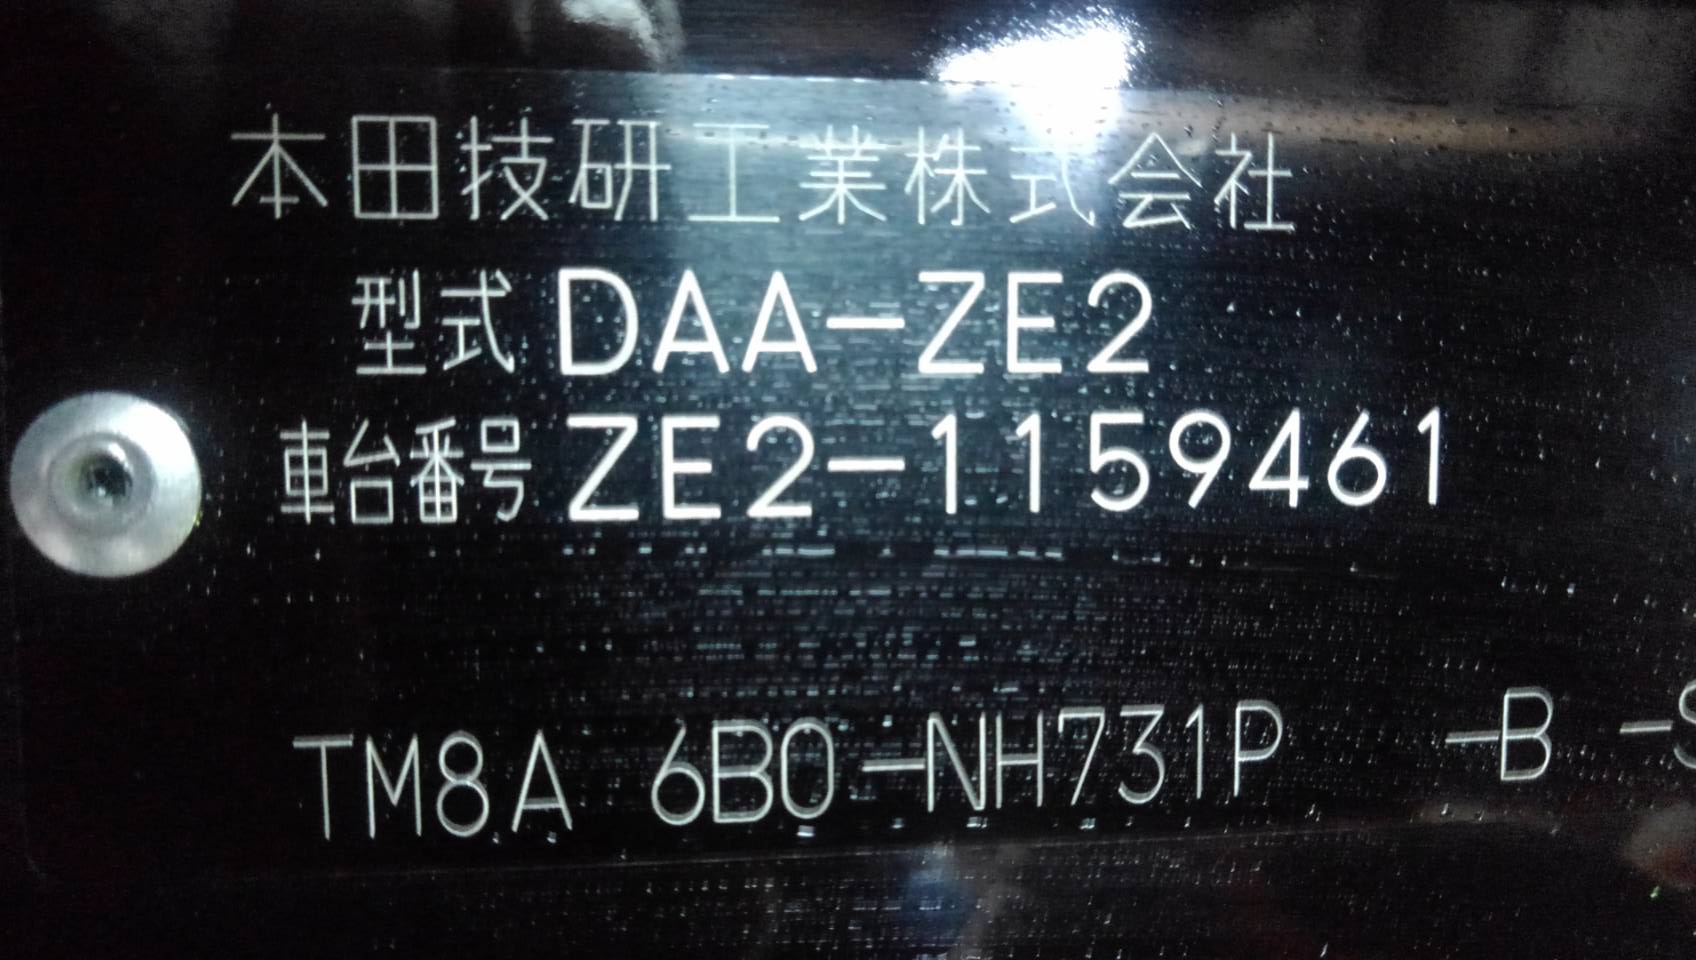 本田技研工業株式会社
型式 DAA-ZE2
車台番号 ZE2-1159461
TM8A 6B0-NH731P -B -S